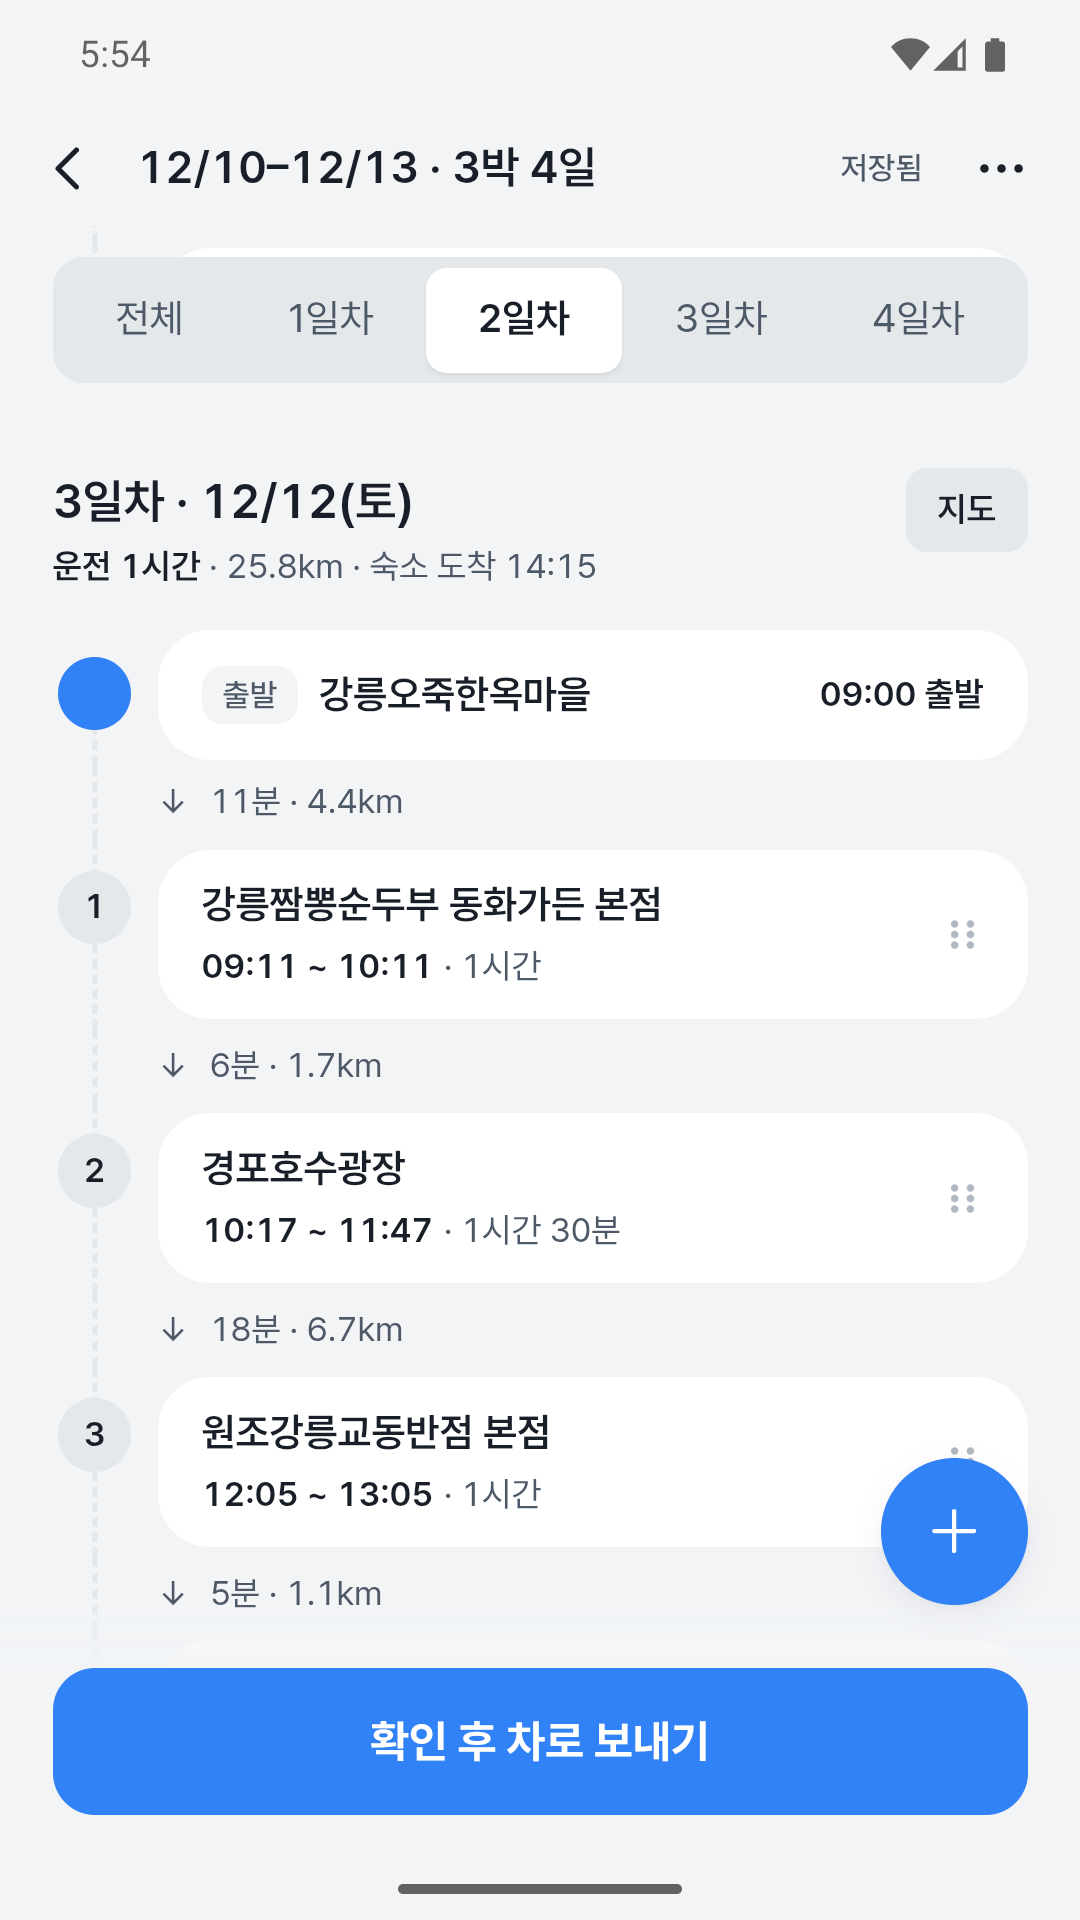 5:54
12/10–12/13 · 3박 4일
저장됨
전체 1일차 2일차 3일차 4일차
3일차 · 12/12(토)
지도
운전 1시간 · 25.8km · 숙소 도착 14:15
출발 강릉오죽한옥마을 09:00 출발
11분 · 4.4km
1 강릉짬뽕순두부 동화가든 본점
09:11 ~ 10:11 · 1시간
6분 · 1.7km
2 경포호수광장
10:17 ~ 11:47 · 1시간 30분
18분 · 6.7km
3 원조강릉교동반점 본점
12:05 ~ 13:05 · 1시간
5분 · 1.1km
확인 후 차로 보내기